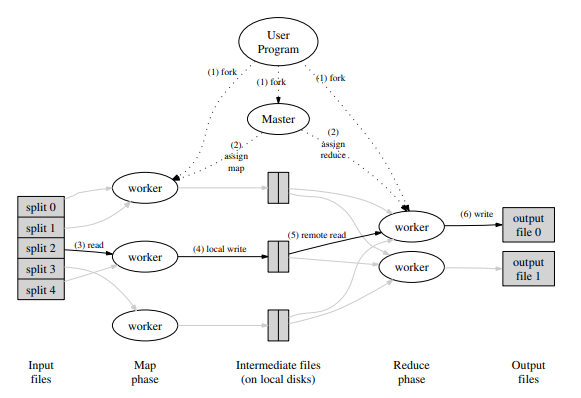 User
Program
(1) fork
(1) fork
(1) fork
Master
(2)
assign
map
(2)
assign
reduce
worker
split 0
split 1
split 2
split 3
split 4
(3) read
worker
(4) local write
(5) remote read
worker
(6) write
output
file 0
worker
output
file 1
worker
Input
files
Map
phase
Intermediate files
(on local disks)
Reduce
phase
Output
files